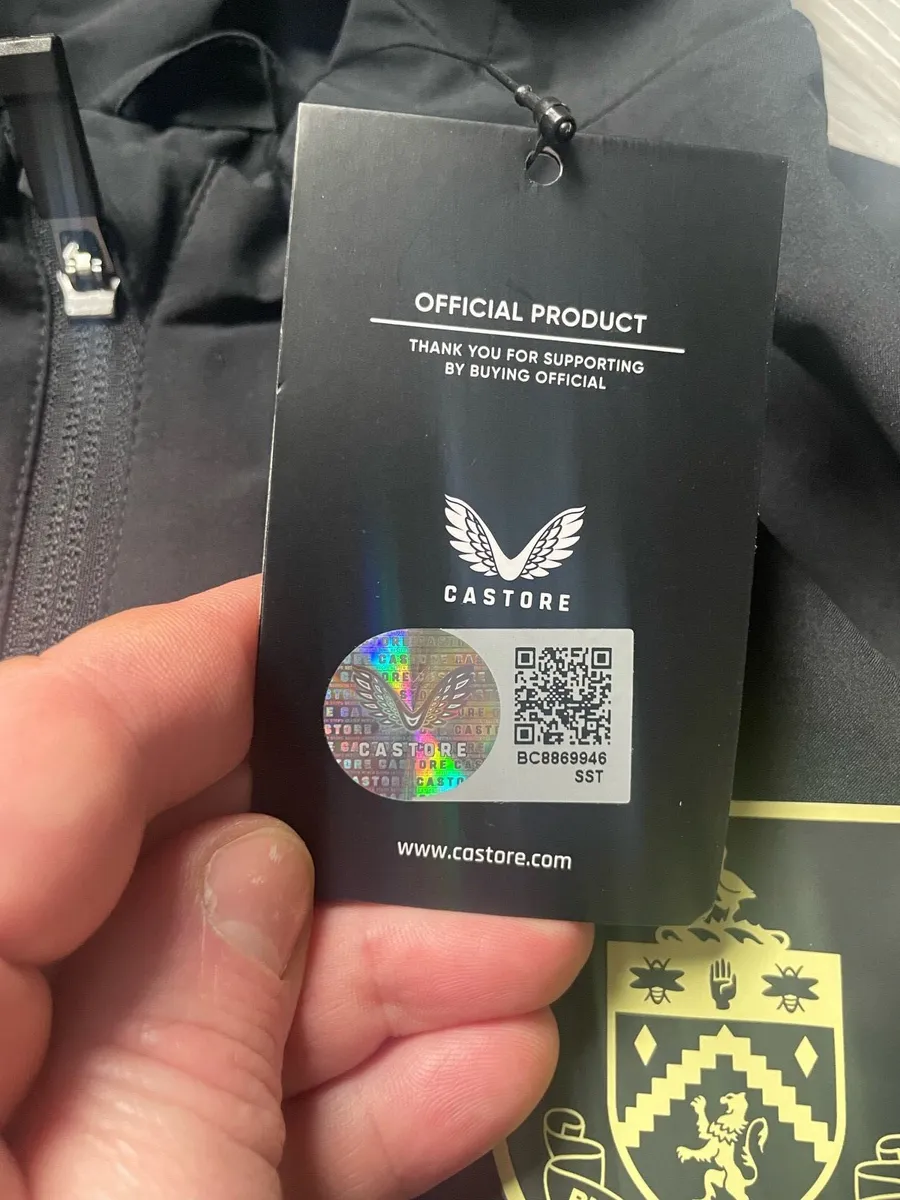 OFFICIAL PRODUCT
THANK YOU FOR SUPPORTING
BY BUYING OFFICIAL
CASTORE
CASTORE
BC8869946
SST
www.castore.com